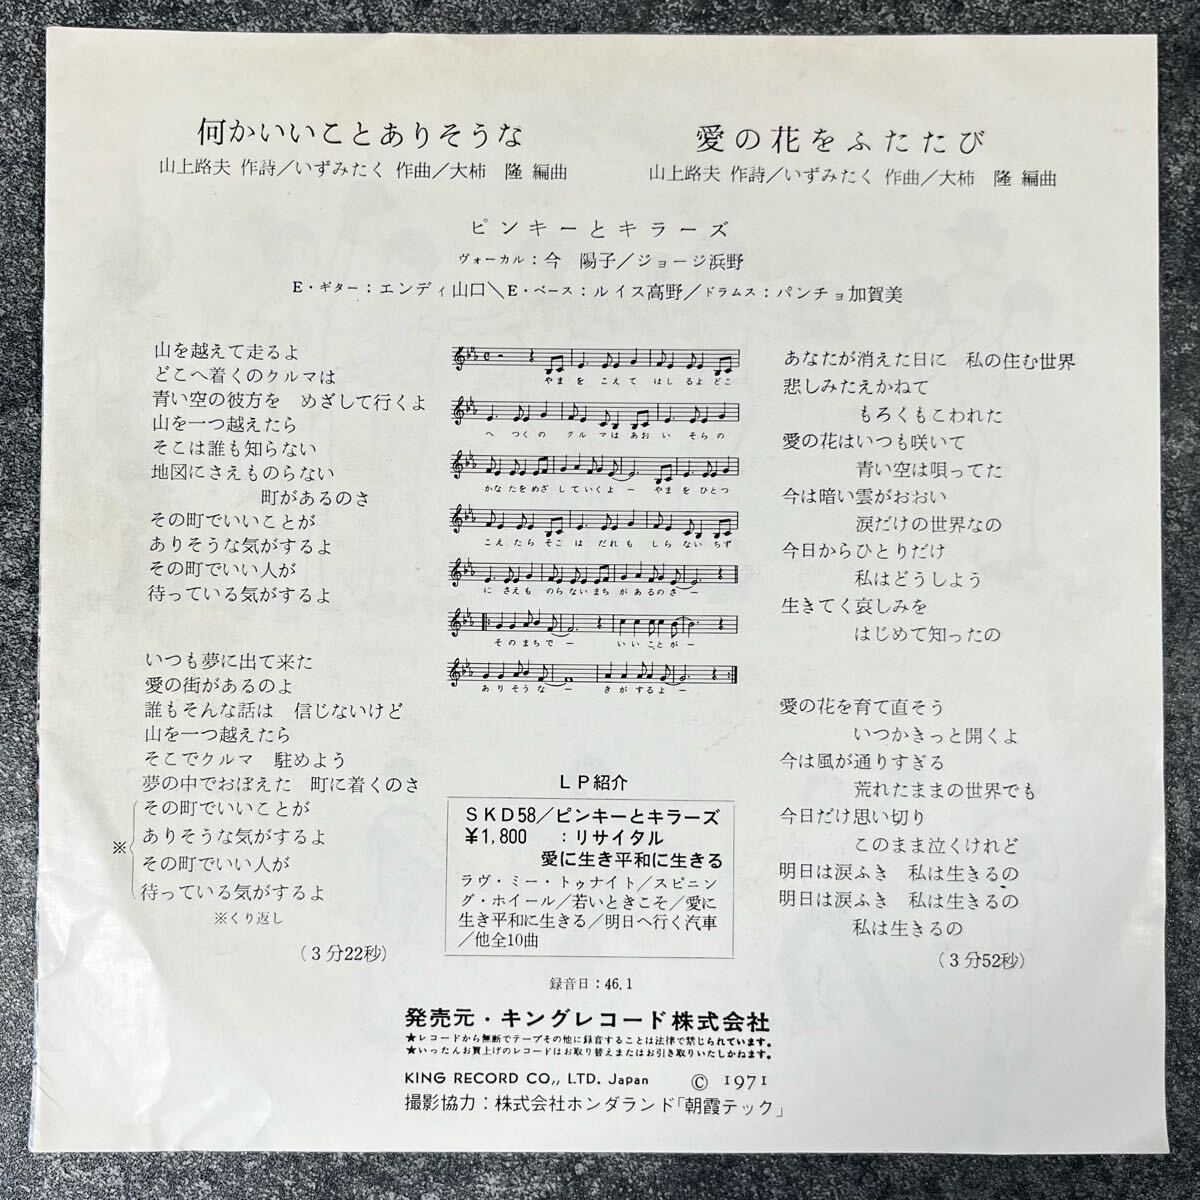 何かいいことありそうな
山上路夫 作詩／いずみたく 作曲／大柿 隆 編曲
愛の花をふたたび
山上路夫 作詩／いずみたく 作曲／大柿 隆 編曲
ピンキーとキラーズ
ヴォーカル：今 陽子／ジョージ浜野
E・ギター：エンディ山口＼E・ベース：ルイス高野／ドラムス：パンチョ加賀美
山を越えて走るよ
どこへ着くのクルマは
青い空の彼方を めざして行くよ
山を一つ越えたら
そこは誰も知らない
地図にさえものらない
町があるのさ
その町でいいことが
ありそうな気がするよ
その町でいい人が
待っている気がするよ
いつも夢に出て来た
愛の街があるのよ
誰もそんな話は 信じないけど
山を一つ越えたら
そこでクルマ 駐めよう
夢の中でおぼえた 町に着くのさ
その町でいいことが
ありそうな気がするよ
※
その町でいい人が
待っている気がするよ
※くり返し
（3分22秒）
やまを こえて はしるよ どこ
へ つくの クルマは あおい そらの
かなたをめざ していくよ ー やまを ひとつ
こえたら そこ は だれも しらない ちず
に さえも のらない まち があるのさ ー
そのまちで ー いいことが ー
ありそうな ー きがするよ ー
LP紹介
SKD58／ピンキーとキラーズ
¥1,800 ：リサイタル
愛に生き平和に生きる
ラヴ・ミー・トゥナイト／スピニン
グ・ホイール／若いときこそ／愛に
生き平和に生きる／明日へ行く汽車
／他全10曲
録音日：46.1
あなたが消えた日に 私の住む世界
悲しみたえかねて
もろくもこわれた
愛の花はいつも咲いて
青い空は唄ってた
今は暗い雲がおおい
涙だけの世界なの
今日からひとりだけ
私はどうしよう
生きてく哀しみを
はじめて知ったの
愛の花を育て直そう
いつかきっと開くよ
今は風が通りすぎる
荒れたままの世界でも
今日だけ思い切り
このまま泣くけれど
明日は涙ふき 私は生きるの
明日は涙ふき 私は生きるの
私は生きるの
（3分52秒）
発売元・キングレコード株式会社
★レコードから無断でテープその他に録音することは法律で禁じられています。
★いったんお買上げのレコードはお取り替えまたはお引き取りいたしかねます。
KING RECORD CO., LTD. Japan © 1971
撮影協力：株式会社ホンダランド「朝霞テック」